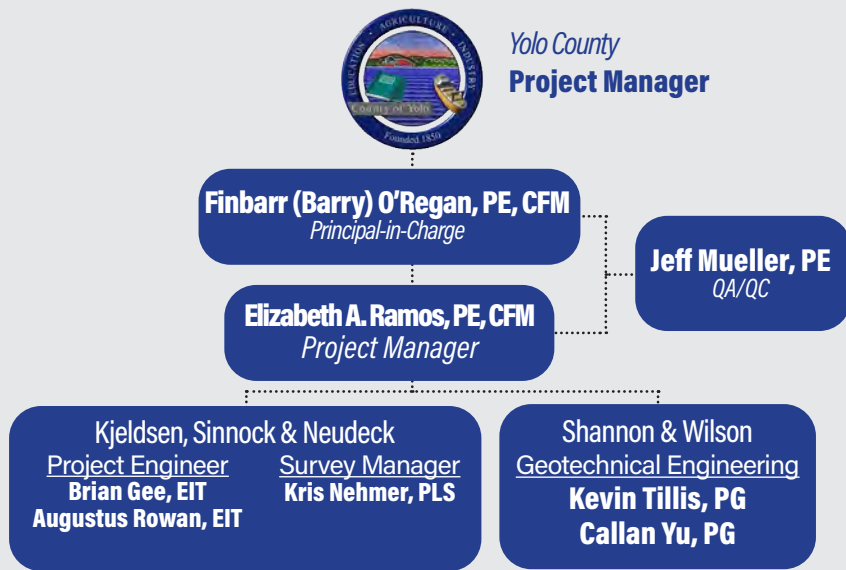 EDUCATION • AGRICULTURE • INDUSTRY
County of Yolo
Founded 1850
Yolo County
Project Manager
Finbarr (Barry) O'Regan, PE, CFM
Principal-in-Charge
Jeff Mueller, PE
QA/QC
Elizabeth A. Ramos, PE, CFM
Project Manager
Kjeldsen, Sinnock & Neudeck
Project Engineer
Brian Gee, EIT
Augustus Rowan, EIT
Survey Manager
Kris Nehmer, PLS
Shannon & Wilson
Geotechnical Engineering
Kevin Tillis, PG
Callan Yu, PG